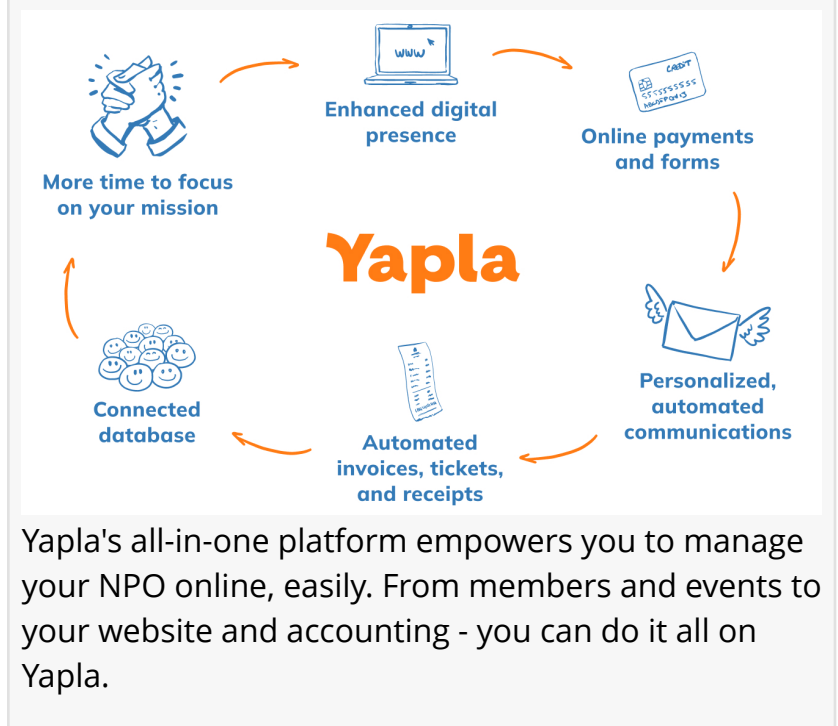 www
Enhanced digital
presence
CREDIT
Online payments
and forms
More time to focus
on your mission
Yapla
Personalized,
automated
communications
Connected
database
Automated
invoices, tickets,
and receipts
Yapla's all-in-one platform empowers you to manage
your NPO online, easily. From members and events to
your website and accounting - you can do it all on
Yapla.